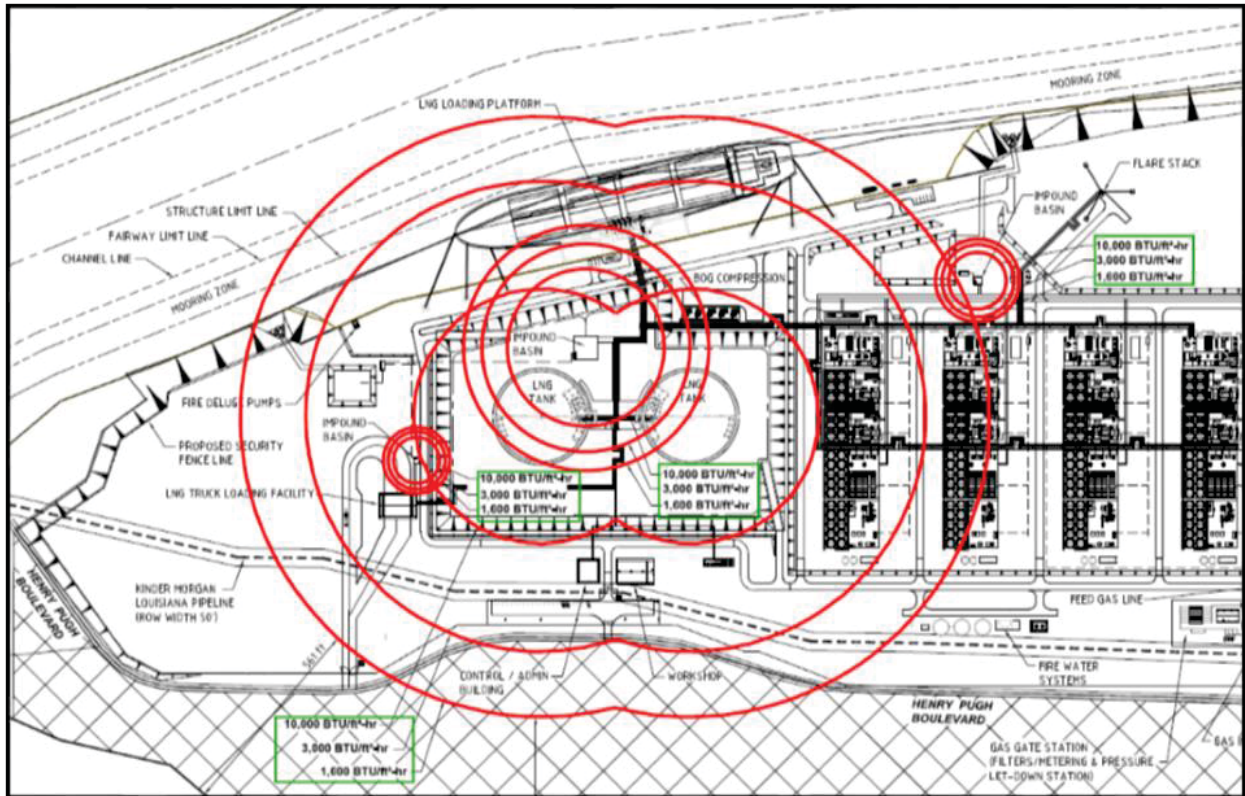 MOORING ZONE
LNG LOADING PLATFORM
FLARE STACK
IMPOUND
BASIN
STRUCTURE LIMIT LINE
FAIRWAY LIMIT LINE
CHANNEL LINE
10,000 BTU/ft²-hr
3,000 BTU/ft²-hr
1,600 BTU/ft²-hr
MOORING ZONE
BOG COMPRESSION
IMPOUND
BASIN
LNG
TANK
LNG
TANK
FIRE DELUGE PUMPS
IMPOUND
BASIN
PROPOSED SECURITY
FENCE LINE
10,000 BTU/ft²-hr
3,000 BTU/ft²-hr
1,600 BTU/ft²-hr
10,000 BTU/ft²-hr
3,000 BTU/ft²-hr
1,600 BTU/ft²-hr
LNG TRUCK LOADING FACILITY
HENRY PUGH
BOULEVARD
KINDER MORGAN
LOUISIANA PIPELINE
(ROW WIDTH 50')
FEED GAS LINE
561 FT
CONTROL / ADMIN
BUILDING
WORKSHOP
FIRE WATER
SYSTEMS
HENRY PUGH
BOULEVARD
10,000 BTU/ft²-hr
3,000 BTU/ft²-hr
1,600 BTU/ft²-hr
GAS GATE STATION
(FILTERS/METERING & PRESSURE
LET-DOWN STATION)
GAS